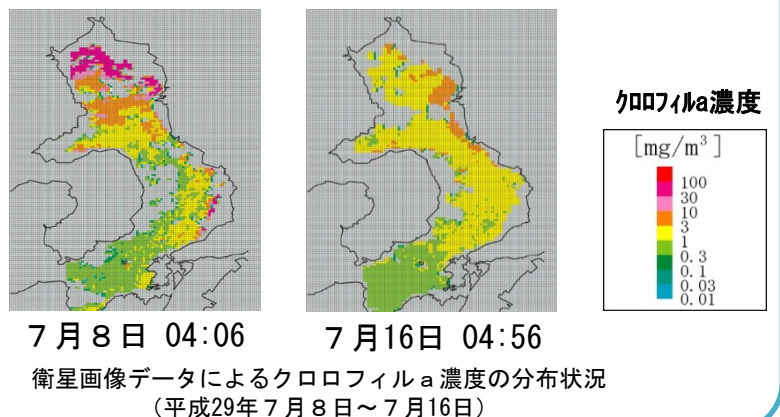 クロロフィルa濃度
[mg/m³]
100
30
10
3
1
0.3
0.1
0.03
0.01
７月８日 04:06
７月16日 04:56
衛星画像データによるクロロフィルａ濃度の分布状況
（平成29年７月８日～７月16日）